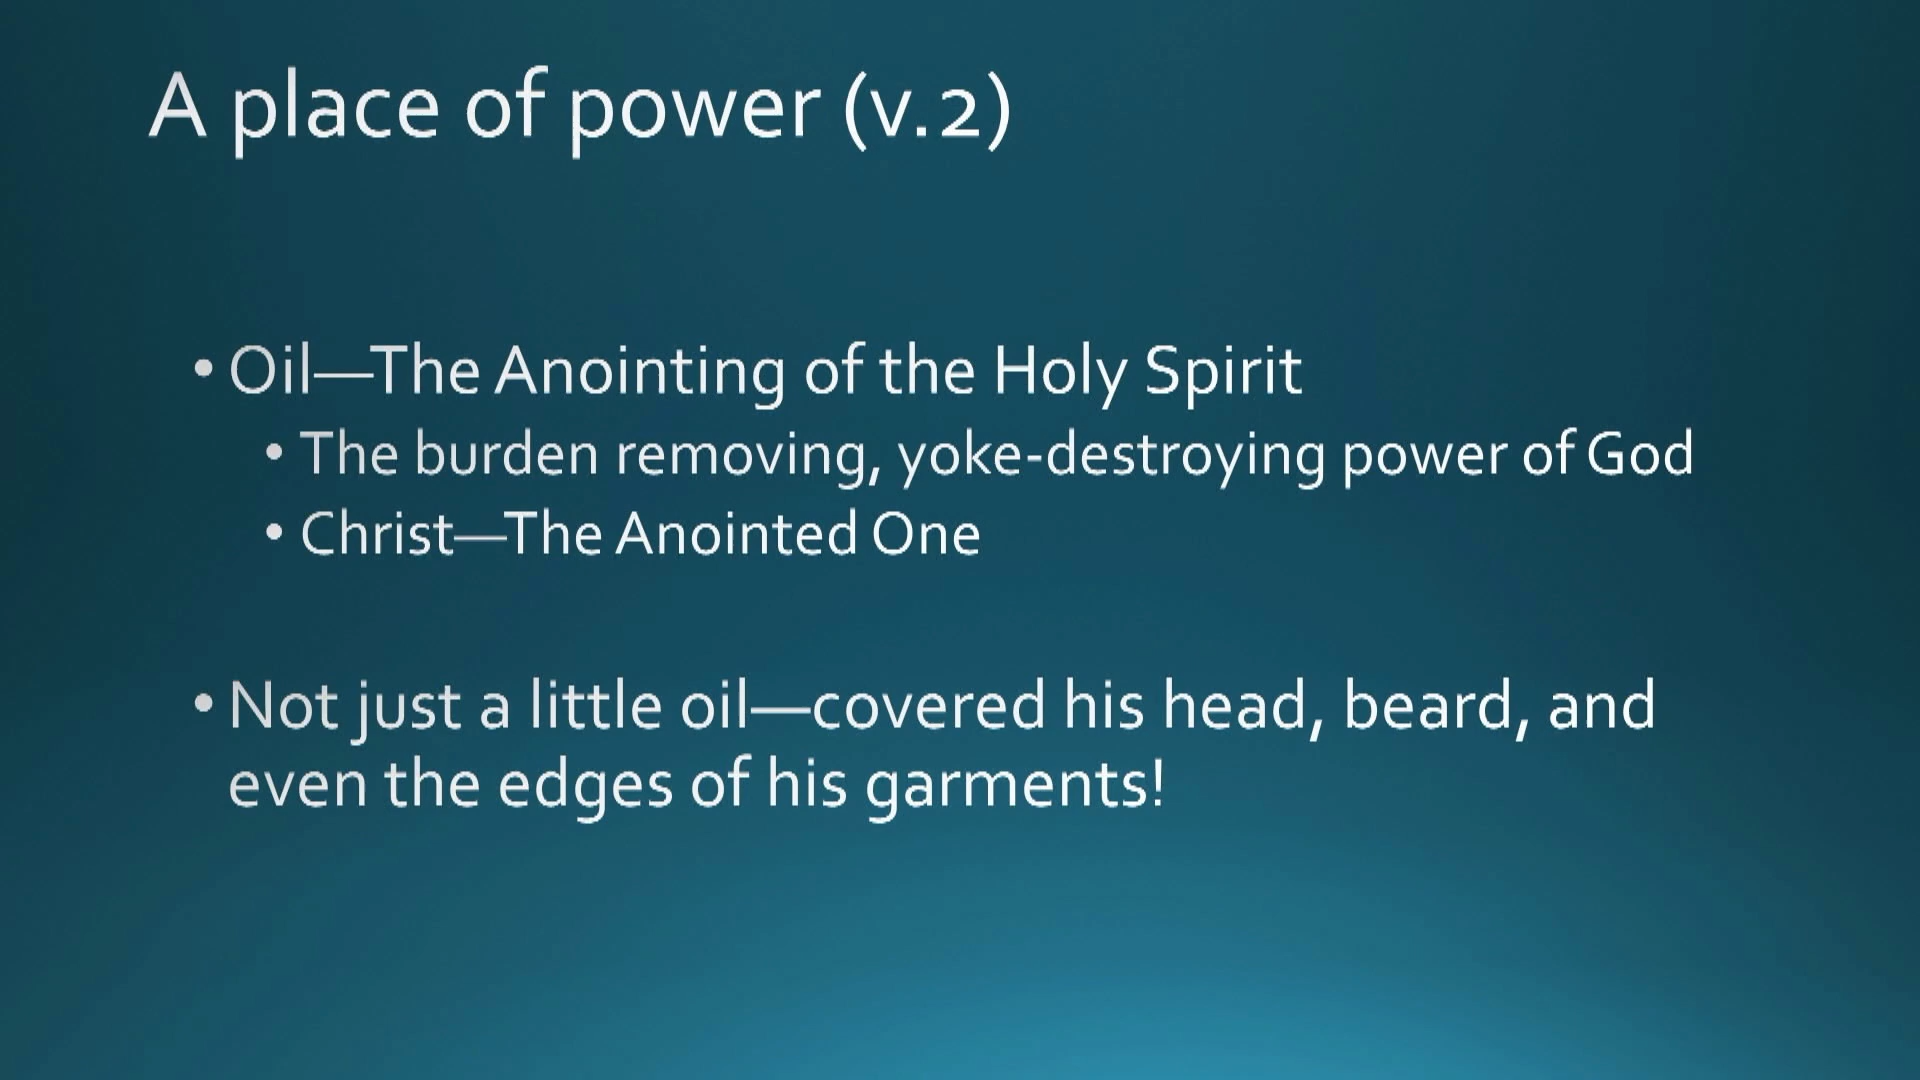 A place of power (v.2)
• Oil—The Anointing of the Holy Spirit
• The burden removing, yoke-destroying power of God
• Christ—The Anointed One
• Not just a little oil—covered his head, beard, and
even the edges of his garments!